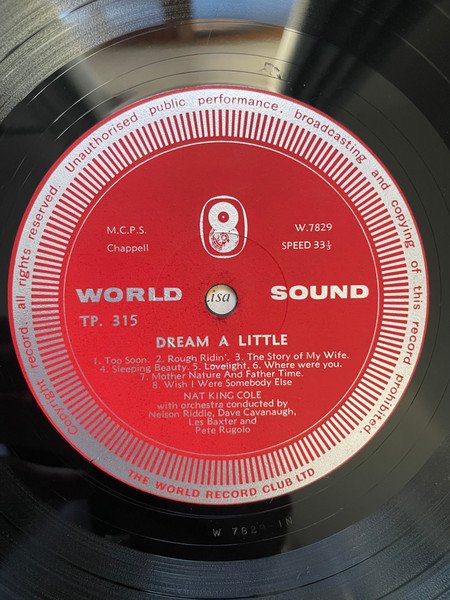 Copyright record. all rights reserved. Unauthorised public performance, broadcasting and copying of this record prohibited.
M.C.P.S.
Chappell
W.7829
SPEED 33⅓
WORLD SOUND
.isa
TP. 315
DREAM A LITTLE
1. Too Soon. 2. Rough Ridin'. 3. The Story of My Wife.
4. Sleeping Beauty. 5. Lovelight. 6. Where were you.
7. Mother Nature And Father Time.
8. Wish I Were Somebody Else
NAT KING COLE
with orchestra conducted by
Nelson Riddle, Dave Cavanaugh,
Les Baxter and
Pete Rugolo
THE WORLD RECORD CLUB LTD
W 7829-1N